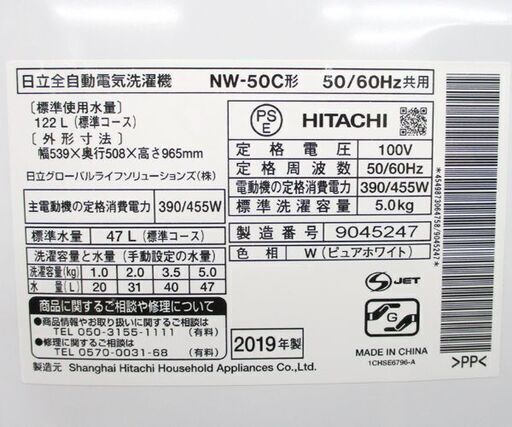 日立全自動電気洗濯機 NW-50C形 50/60Hz共用
［標準使用水量］
122 L（標準コース）
［外形寸法］
幅539×奥行508×高さ965mm
日立グローバルライフソリューションズ（株）
主電動機の定格消費電力 390/455W
標準水量 47 L（標準コース）
洗濯容量と水量（手動設定の水量）
洗濯容量(kg) 1.0 2.0 3.5 5.0
水量(L) 20 31 40 47
商品に関するご相談や修理について
●商品情報やお取り扱いに関するご相談
TEL 050-3155-1111（有料）
●修理に関するご相談
TEL 0570-0031-68（有料）
製造元 Shanghai Hitachi Household Appliances Co.,Ltd.
PS
E
HITACHI
定格電圧 100V
定格周波数 50/60Hz
電動機の定格消費電力 390/455W
標準洗濯容量 5.0kg
製造番号 9045247
色相 W（ピュアホワイト）
S JET
G
2019年製
MADE IN CHINA
1CHSE6796-A
*4549873064758/9045247*
>PP<